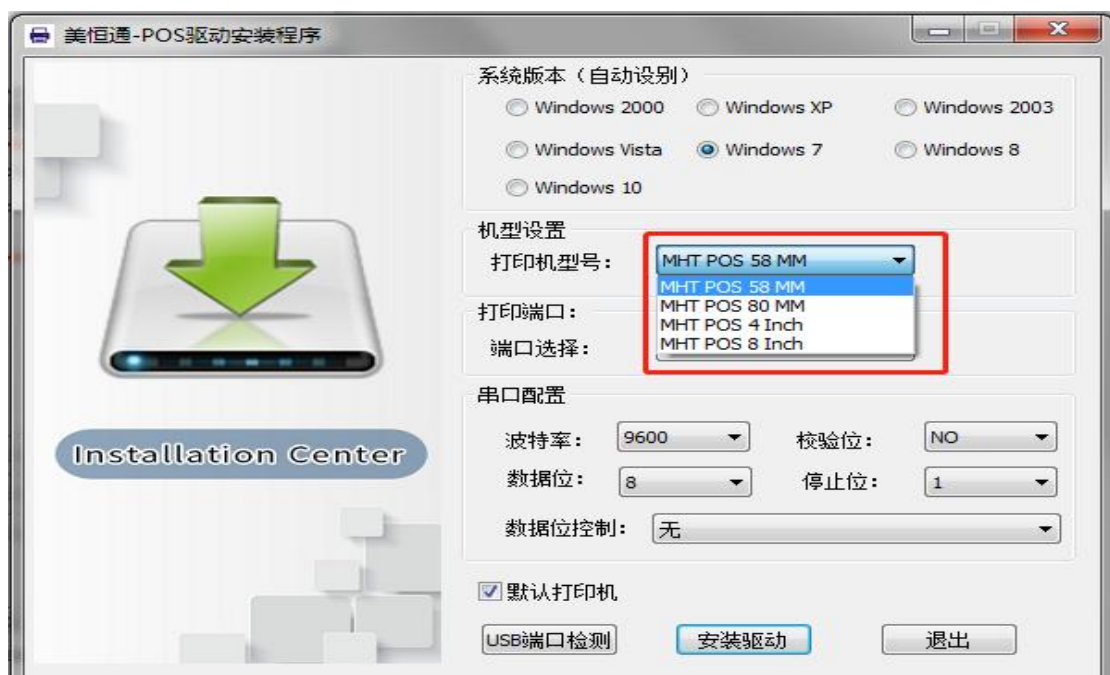 美恒通-POS驱动安装程序
系统版本（自动设别）
Windows 2000 Windows XP Windows 2003
Windows Vista Windows 7 Windows 8
Windows 10
机型设置
打印机型号： MHT POS 58 MM
MHT POS 58 MM
MHT POS 80 MM
MHT POS 4 Inch
MHT POS 8 Inch
打印端口：
端口选择：
串口配置
波特率： 9600 校验位： NO
数据位： 8 停止位： 1
数据位控制： 无
Installation Center
默认打印机
USB端口检测 安装驱动 退出